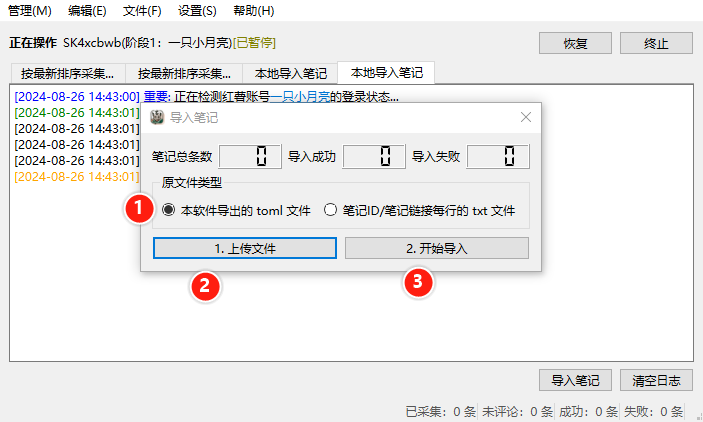 管理(M) 编辑(E) 文件(F) 设置(S) 帮助(H)
正在操作 SK4xcbwb(阶段1：一只小月亮)[已暂停] 恢复 终止
按最新排序采集... 按最新排序采集... 本地导入笔记 本地导入笔记
[2024-08-26 14:43:00] 重要: 正在检测红薯账号一只小月亮的登录状态...
[2024-08-26 14:43:01]
[2024-08-26 14:43:01]
[2024-08-26 14:43:01]
[2024-08-26 14:43:01]
导入笔记
笔记总条数 0 导入成功 0 导入失败 0
原文件类型
1 本软件导出的 toml 文件 笔记ID/笔记链接每行的 txt 文件
1. 上传文件 2. 开始导入
2 3
导入笔记 清空日志
已采集：0 条 未评论：0 条 成功：0 条 失败：0 条